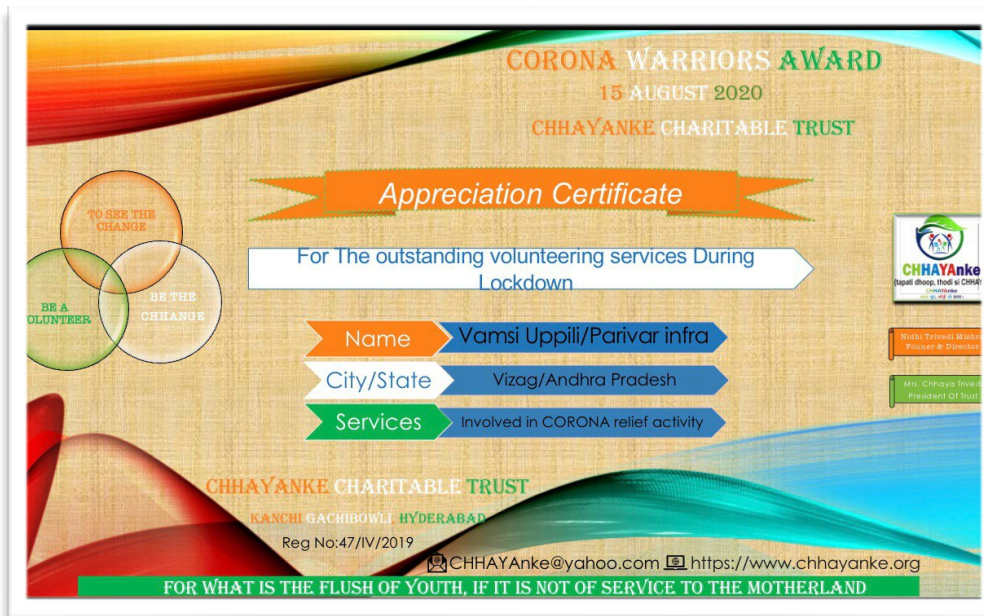 CORONA WARRIORS AWARD
15 AUGUST 2020
CHHAYANKE CHARITABLE TRUST
Appreciation Certificate
For The outstanding volunteering services During
Lockdown
TO SEE THE
CHANGE
BE A
OLUNTEER
BE THE
CHHANGE
CHHAYAnke
(tapati dhoop, thodi si CHHAY
CHHAYAnke
Name
Vamsi Uppili/Parivar infra
City/State
Vizag/Andhra Pradesh
Services
Involved in CORONA relief activity
Nidhi Trivedi Mishr
Founer & Director
Mrs. Chhaya Trived
President Of Trust
CHHAYANKE CHARITABLE TRUST
KANCHI GACHIBOWLI, HYDERABAD
Reg No:47/IV/2019
CHHAYAnke@yahoo.com https://www.chhayanke.org
FOR WHAT IS THE FLUSH OF YOUTH, IF IT IS NOT OF SERVICE TO THE MOTHERLAND